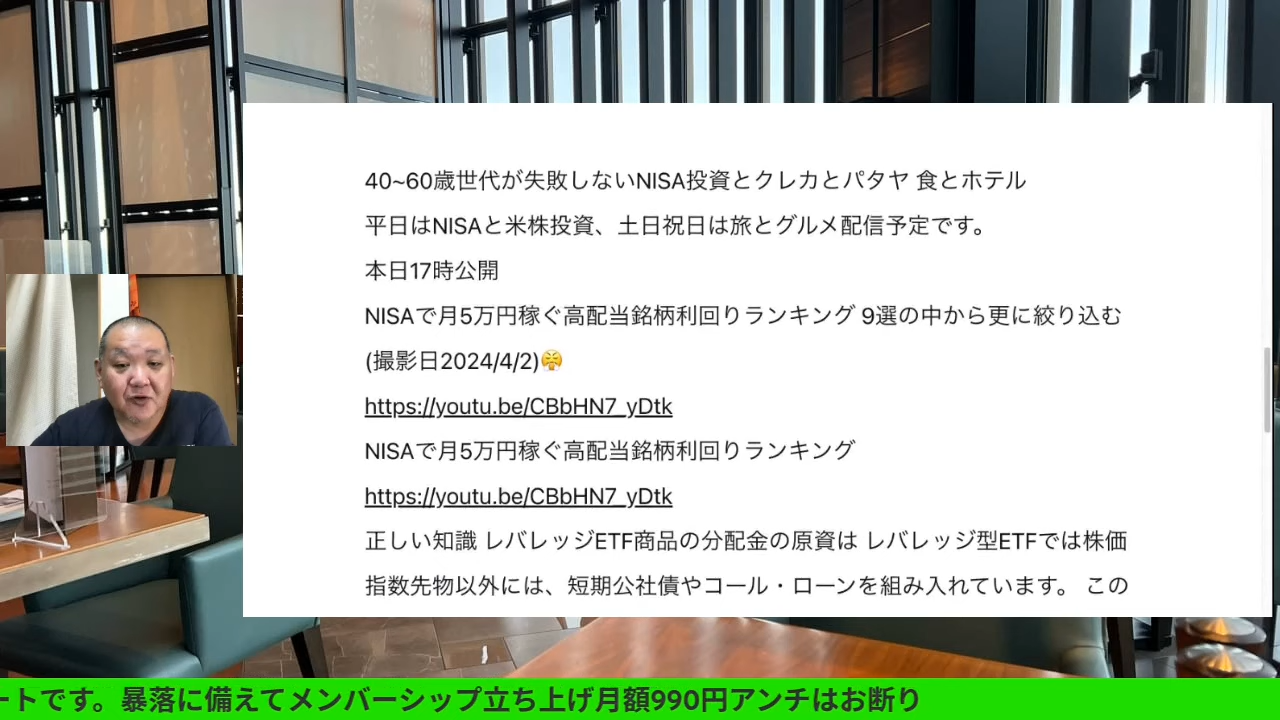 40~60歳世代が失敗しないNISA投資とクレカとパタヤ 食とホテル
平日はNISAと米株投資、土日祝日は旅とグルメ配信予定です。
本日17時公開
NISAで月5万円稼ぐ高配当銘柄利回りランキング 9選の中から更に絞り込む
(撮影日2024/4/2)😤
https://youtu.be/CBbHN7_yDtk
NISAで月5万円稼ぐ高配当銘柄利回りランキング
https://youtu.be/CBbHN7_yDtk
正しい知識 レバレッジETF商品の分配金の原資は レバレッジ型ETFでは株価
指数先物以外には、短期公社債やコール・ローンを組み入れています。 この
ートです。暴落に備えてメンバーシップ立ち上げ月額990円アンチはお断り